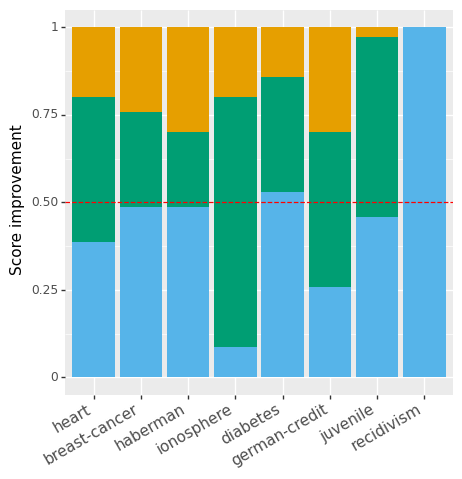 Score improvement
1
0.75
0.50
0.25
0
heart
breast-cancer
haberman
ionosphere
diabetes
german-credit
juvenile
recidivism